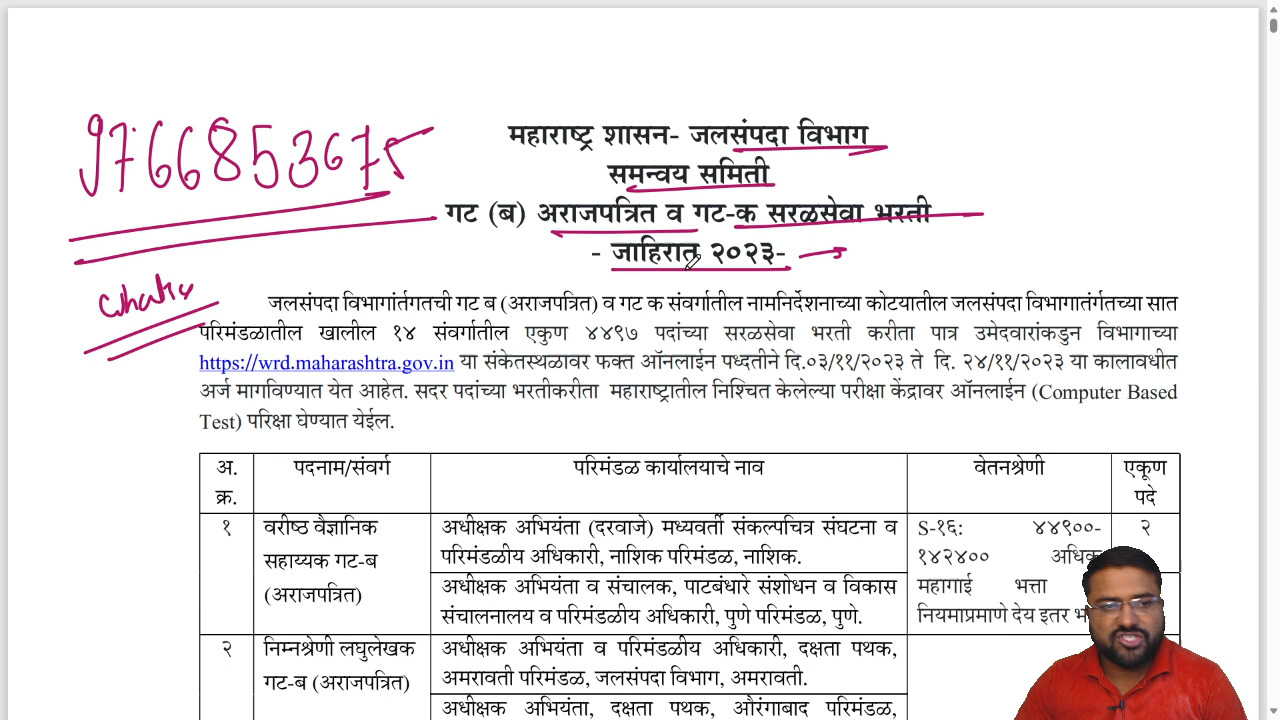 9766853675
महाराष्ट्र शासन- जलसंपदा विभाग
समन्वय समिती
गट (ब) अराजपत्रित व गट-क सरळसेवा भरती
- जाहिरात २०२३-
जलसंपदा विभागांर्तगतची गट ब (अराजपत्रित) व गट क संवर्गातील नामनिर्देशनाच्या कोटयातील जलसंपदा विभागातंर्गतच्या सात
परिमंडळातील खालील १४ संवर्गातील एकुण ४४९७ पदांच्या सरळसेवा भरती करीता पात्र उमेदवारांकडुन विभागाच्या
https://wrd.maharashtra.gov.in या संकेतस्थळावर फक्त ऑनलाईन पध्दतीने दि.०३/११/२०२३ ते दि. २४/११/२०२३ या कालावधीत
अर्ज मागविण्यात येत आहेत. सदर पदांच्या भरतीकरीता महाराष्ट्रातील निश्चित केलेल्या परीक्षा केंद्रावर ऑनलाईन (Computer Based
Test) परिक्षा घेण्यात येईल.
अ. क्र.
पदनाम/संवर्ग
परिमंडळ कार्यालयाचे नाव
वेतनश्रेणी
एकूण पदे
१
वरीष्ठ वैज्ञानिक
सहाय्यक गट-ब
(अराजपत्रित)
अधीक्षक अभियंता (दरवाजे) मध्यवर्ती संकल्पचित्र संघटना व
परिमंडळीय अधिकारी, नाशिक परिमंडळ, नाशिक.
अधीक्षक अभियंता व संचालक, पाटबंधारे संशोधन व विकास
संचालनालय व परिमंडळीय अधिकारी, पुणे परिमंडळ, पुणे.
S-१६: ४४९००-
१४२४०० अधिक
महागाई भत्ता
नियमाप्रमाणे देय इतर
२
२
निम्नश्रेणी लघुलेखक
गट-ब (अराजपत्रित)
अधीक्षक अभियंता व परिमंडळीय अधिकारी, दक्षता पथक,
अमरावती परिमंडळ, जलसंपदा विभाग, अमरावती.
अधीक्षक अभियंता, दक्षता पथक, औरंगाबाद परिमंडळ,